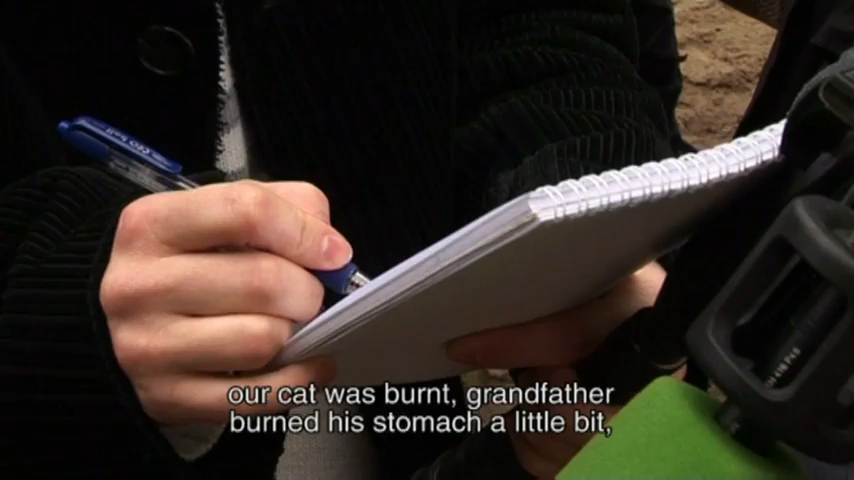 our cat was burnt, grandfather
burned his stomach a little bit,